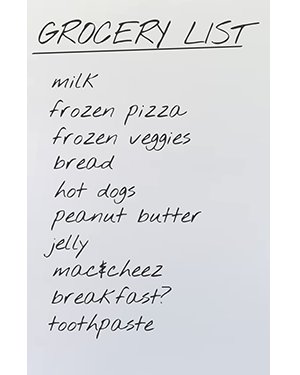 GROCERY LIST
milk
frozen pizza
frozen veggies
bread
hot dogs
peanut butter
jelly
mac&cheez
breakfast?
toothpaste